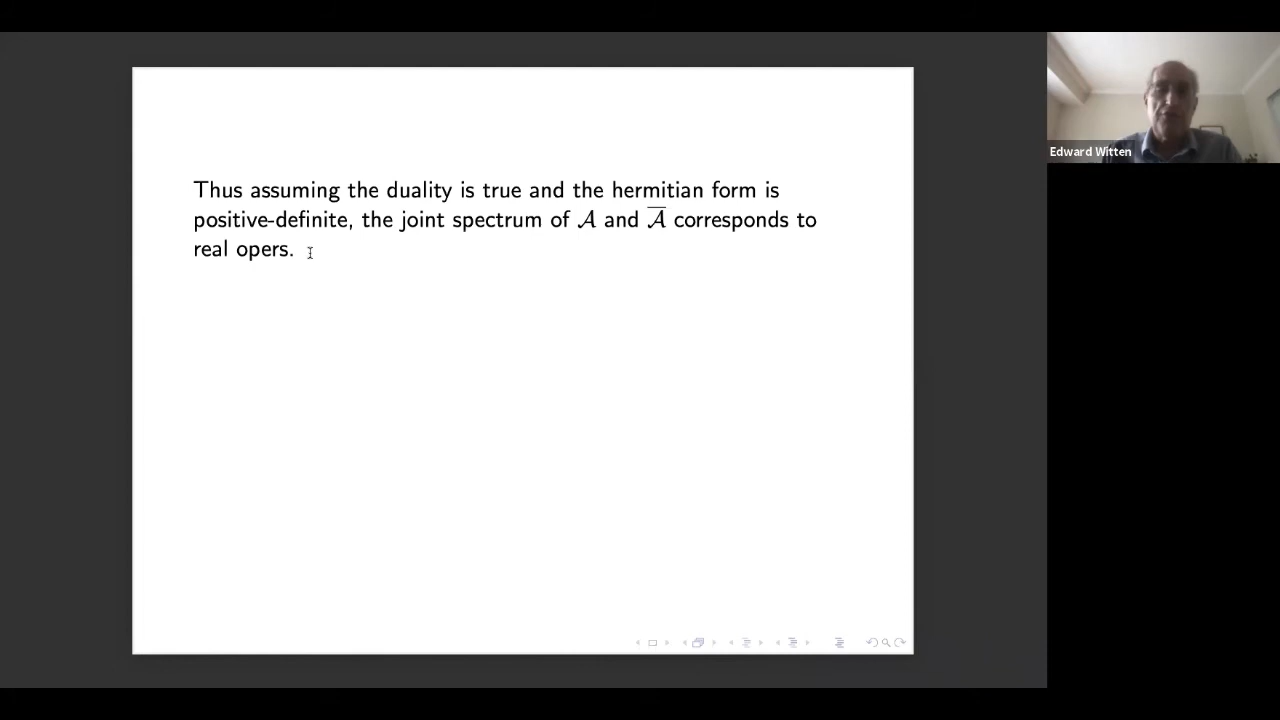 Thus assuming the duality is true and the hermitian form is
positive-definite, the joint spectrum of 𝒜 and 𝒜̅ corresponds to
real opers.
Edward Witten